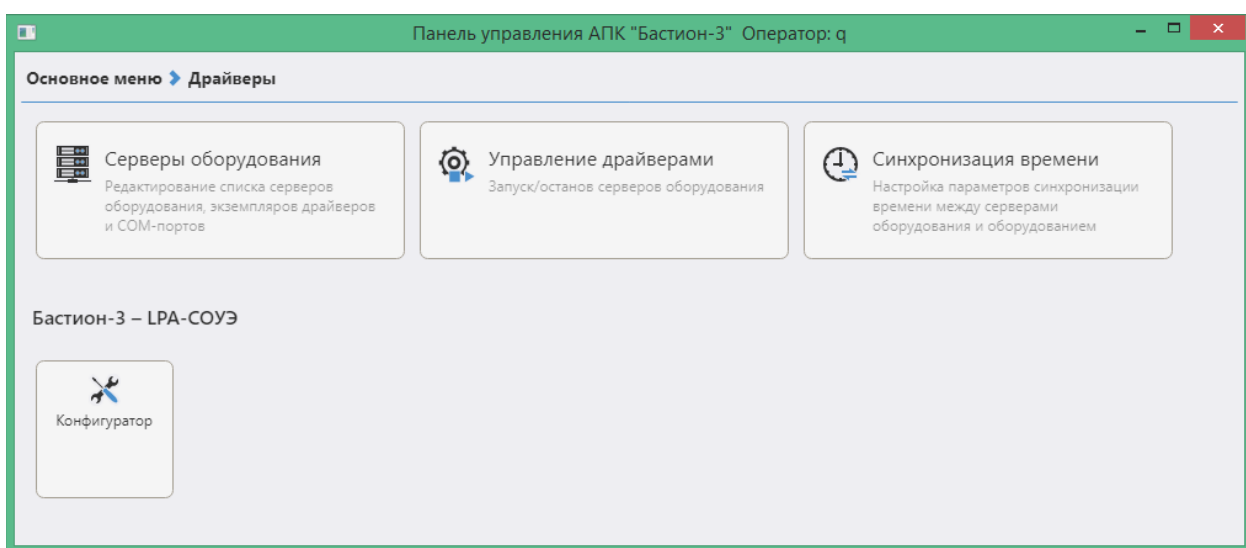 Панель управления АПК "Бастион-3" Оператор: q
Основное меню Драйверы
Серверы оборудования
Редактирование списка серверов
оборудования, экземпляров драйверов
и COM-портов
Управление драйверами
Запуск/останов серверов оборудования
Синхронизация времени
Настройка параметров синхронизации
времени между серверами
оборудования и оборудованием
Бастион-3 – LPA-СОУЭ
Конфигуратор